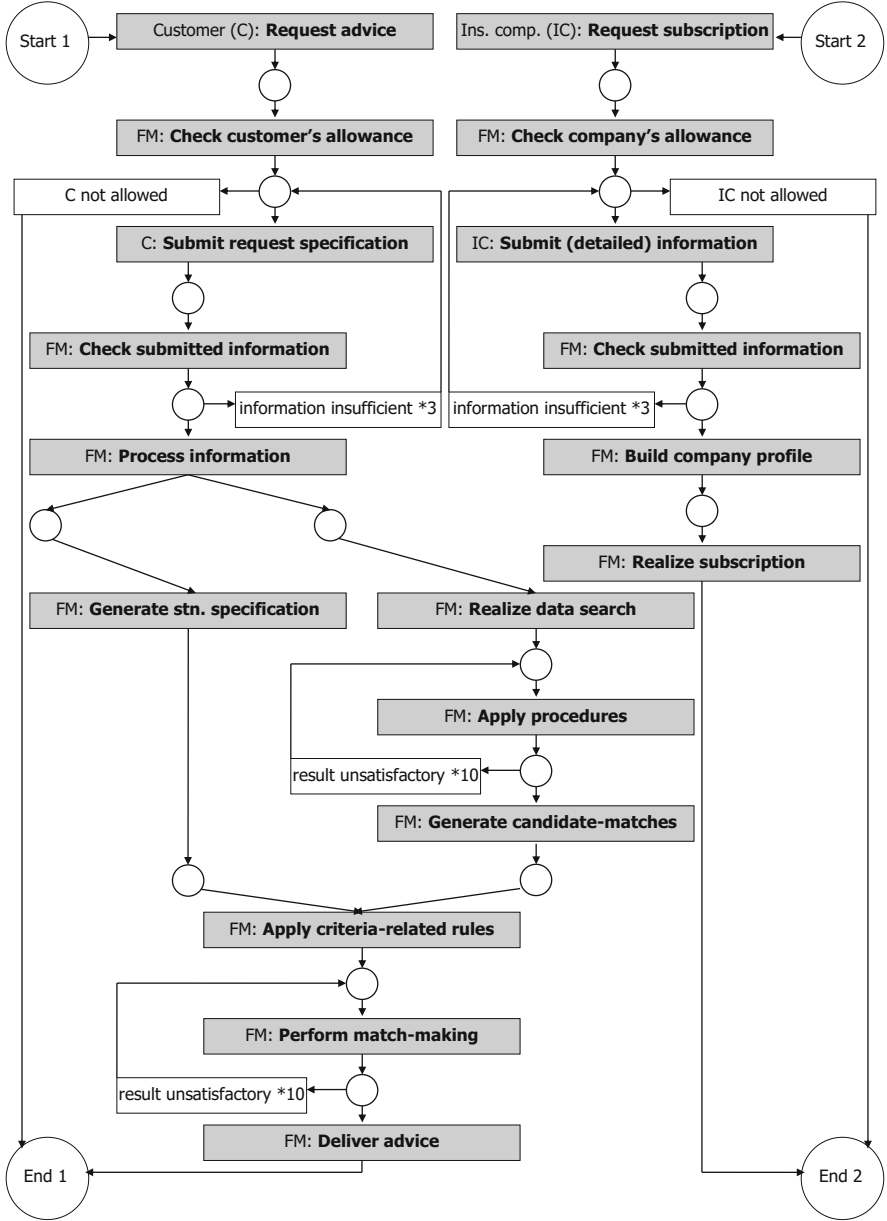 Start 1
Customer (C): Request advice
Ins. comp. (IC): Request subscription
Start 2
FM: Check customer's allowance
FM: Check company's allowance
C not allowed
IC not allowed
C: Submit request specification
IC: Submit (detailed) information
FM: Check submitted information
FM: Check submitted information
information insufficient *3
information insufficient *3
FM: Process information
FM: Build company profile
FM: Realize subscription
FM: Generate stn. specification
FM: Realize data search
FM: Apply procedures
result unsatisfactory *10
FM: Generate candidate-matches
FM: Apply criteria-related rules
FM: Perform match-making
result unsatisfactory *10
FM: Deliver advice
End 1
End 2